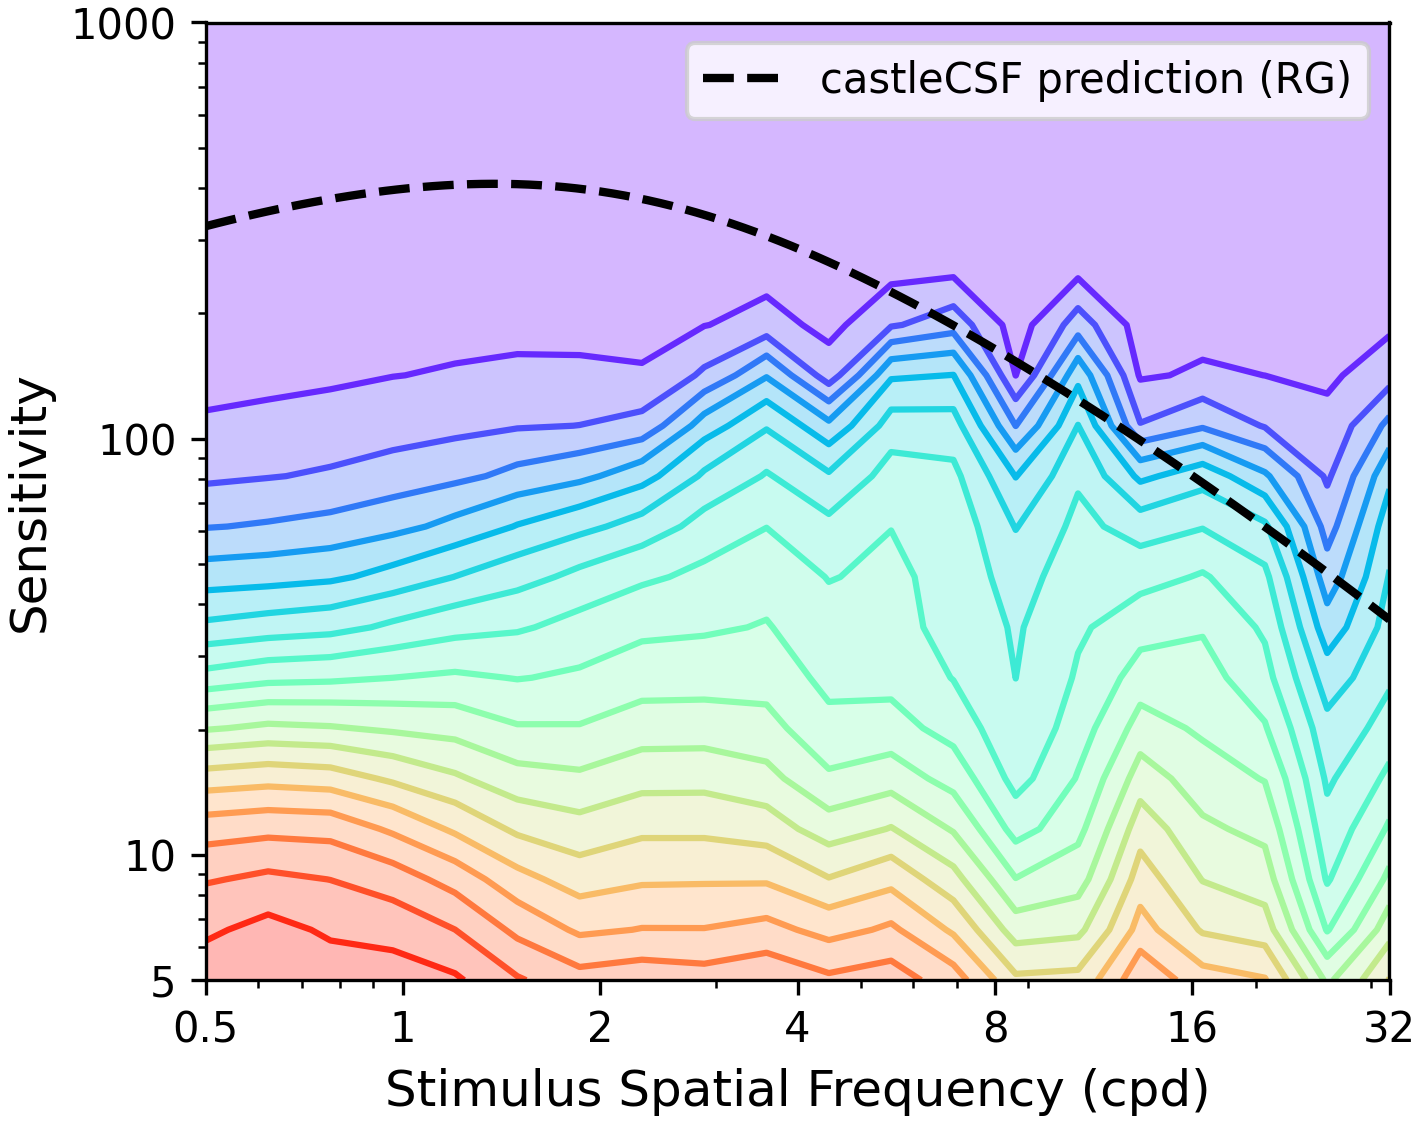 1000
castleCSF prediction (RG)
Sensitivity
100
10
5
0.5 1 2 4 8 16 32
Stimulus Spatial Frequency (cpd)